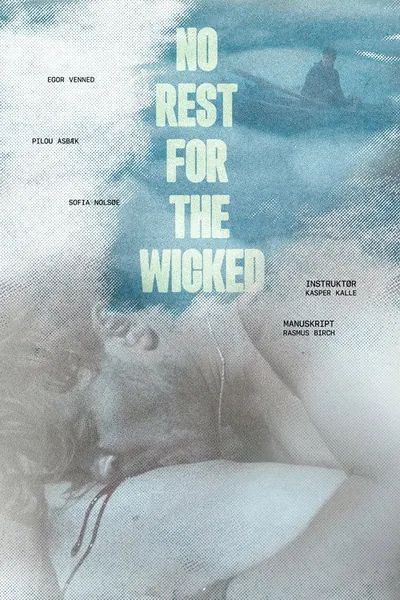 NO
REST
FOR
THE
WICKED
EGOR VENNED
PILOU ASBÆK
SOFIA NOLSØE
INSTRUKTØR
KASPER KALLE
MANUSKRIPT
RASMUS BIRCH